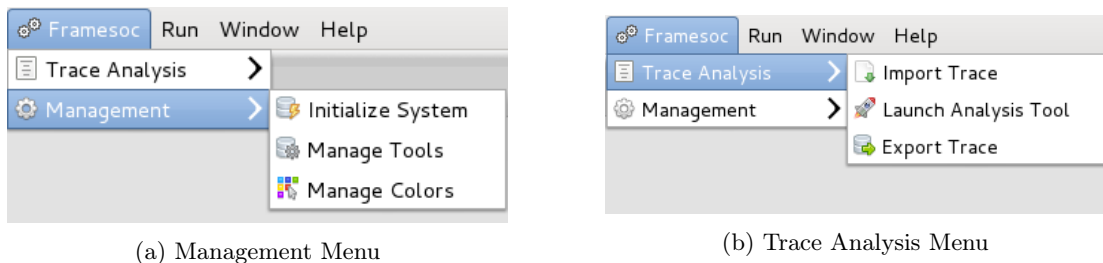 Framesoc Run Window Help
Trace Analysis
Management
Initialize System
Manage Tools
Manage Colors
(a) Management Menu
Framesoc Run Window Help
Trace Analysis
Import Trace
Management
Launch Analysis Tool
Export Trace
(b) Trace Analysis Menu